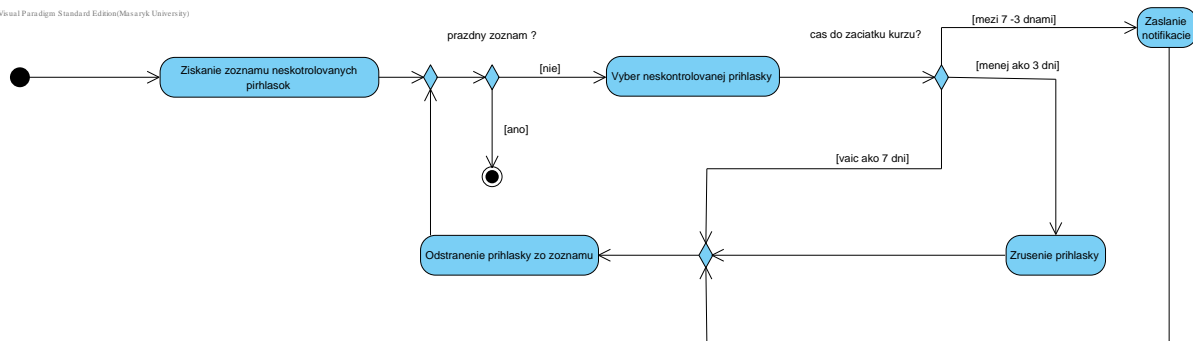 Visual Paradigm Standard Edition(Masaryk University)
[mezi 7 -3 dnami]
Zaslanie
notifikacie
prazdny zoznam ?
cas do zaciatku kurzu?
Ziskanie zoznamu neskotrolovanych
pirhlasok
[nie]
Vyber neskontrolovanej prihlasky
[menej ako 3 dni]
[ano]
[vaic ako 7 dni]
Odstranenie prihlasky zo zoznamu
Zrusenie prihlasky